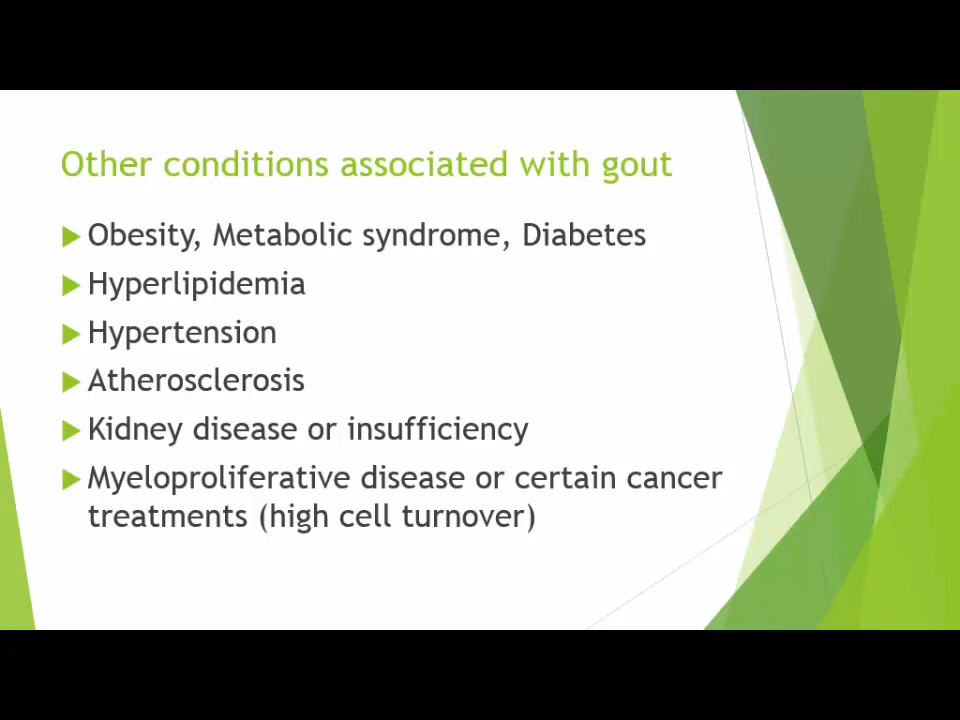 Other conditions associated with gout
Obesity, Metabolic syndrome, Diabetes
Hyperlipidemia
Hypertension
Atherosclerosis
Kidney disease or insufficiency
Myeloproliferative disease or certain cancer
treatments (high cell turnover)